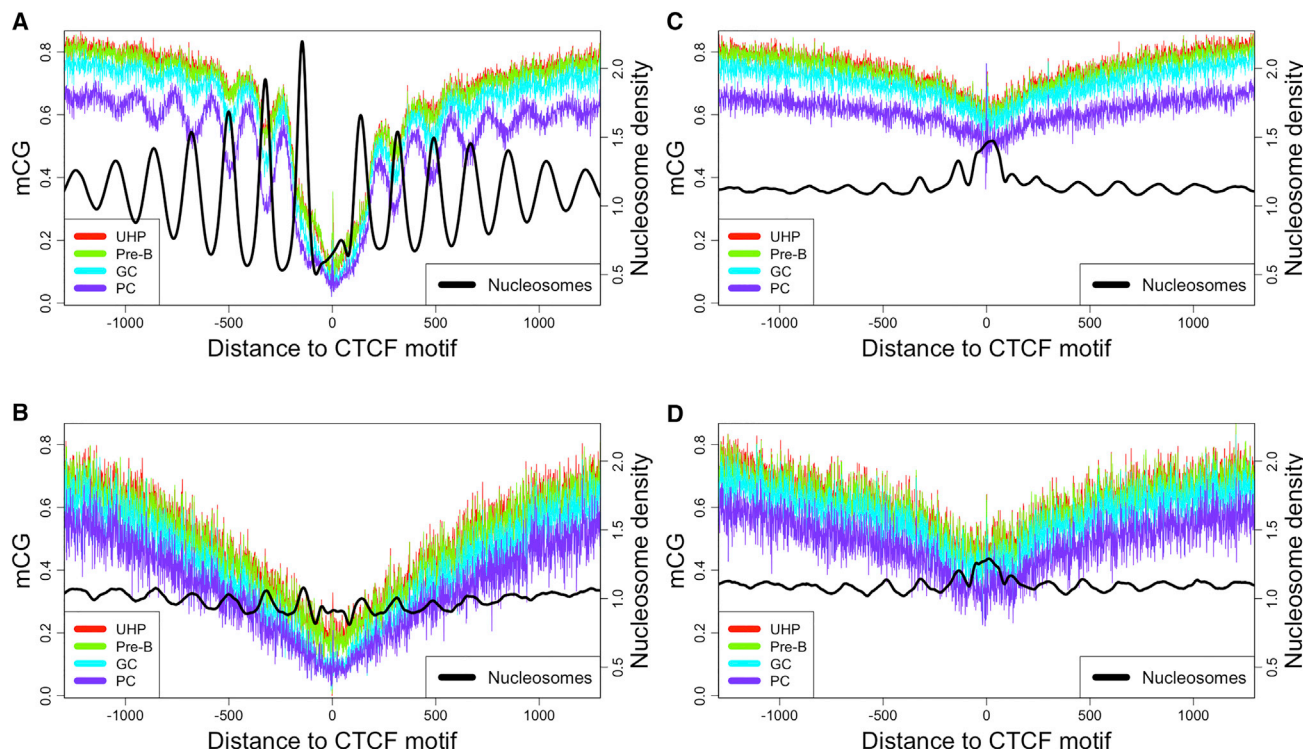 A
mCG
0.8
0.6
0.4
0.2
0.0
2.0
1.5
1.0
0.5
Nucleosome density
UHP
Pre-B
GC
PC
Nucleosomes
-1000 -500 0 500 1000
Distance to CTCF motif
C
mCG
0.8
0.6
0.4
0.2
0.0
2.0
1.5
1.0
0.5
Nucleosome density
UHP
Pre-B
GC
PC
Nucleosomes
-1000 -500 0 500 1000
Distance to CTCF motif
B
mCG
0.8
0.6
0.4
0.2
0.0
2.0
1.5
1.0
0.5
Nucleosome density
UHP
Pre-B
GC
PC
Nucleosomes
-1000 -500 0 500 1000
Distance to CTCF motif
D
mCG
0.8
0.6
0.4
0.2
0.0
2.0
1.5
1.0
0.5
Nucleosome density
UHP
Pre-B
GC
PC
Nucleosomes
-1000 -500 0 500 1000
Distance to CTCF motif